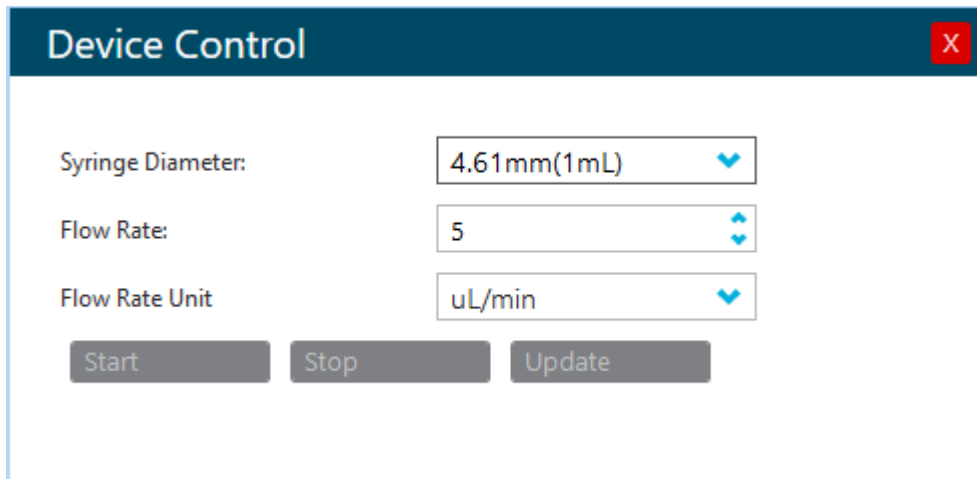 Device Control X
Syringe Diameter: 4.61mm(1mL)
Flow Rate: 5
Flow Rate Unit uL/min
Start Stop Update